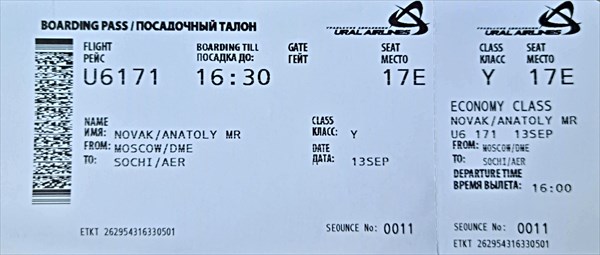 BOARDING PASS / ПОСАДОЧНЫЙ ТАЛОН
URAL AIRLINES
URAL AIRLINES
FLIGHT BOARDING TILL GATE SEAT CLASS SEAT
РЕЙС ПОСАДКА ДО: ГЕЙТ МЕСТО КЛАСС МЕСТО
U6171 16:30 17E Y 17E
ECONOMY CLASS
NAME CLASS
ИМЯ: NOVAK/ANATOLY MR КЛАСС: Y NOVAK/ANATOLY MR
U6 171 13SEP
FROM: MOSCOW/DME DATE FROM: MOSCOW/DME
TO: SOCHI/AER ДАТА: 13SEP TO: SOCHI/AER
DEPARTURE TIME
ВРЕМЯ ВЫЛЕТА: 16:00
ETKT 262954316330501 SEOUNCE No: 0011 SEOUNCE No: 0011
ETKT 262954316330501